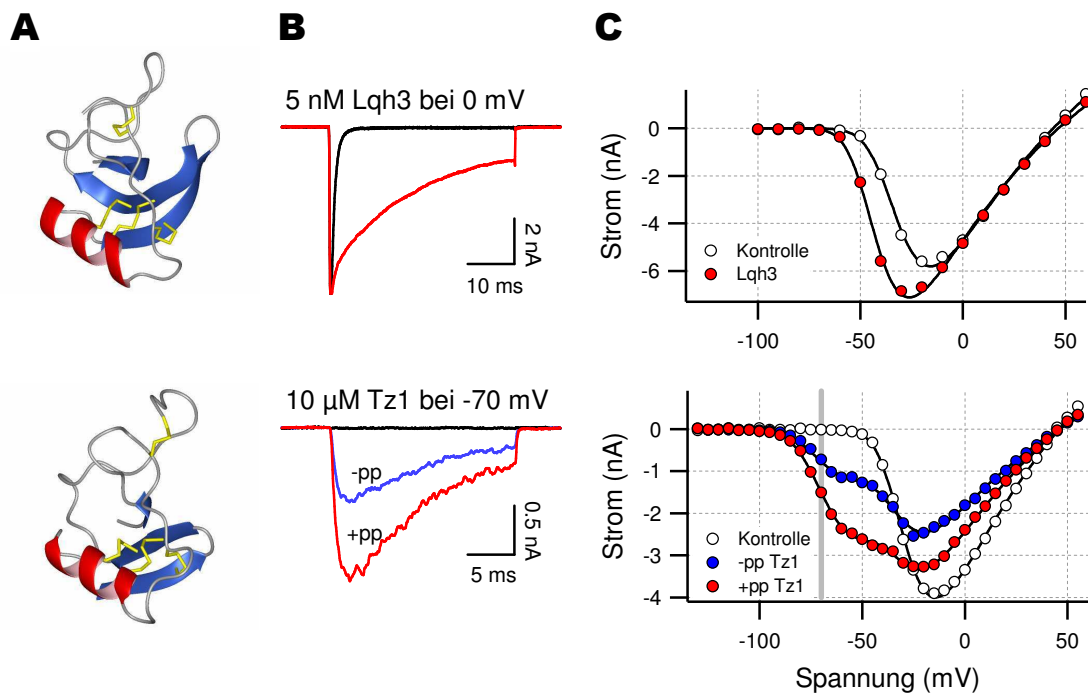 A
B
C
5 nM Lqh3 bei 0 mV
2 nA
10 ms
Strom (nA)
0
-2
-4
-6
Kontrolle
Lqh3
-100
-50
0
50
10 µM Tz1 bei -70 mV
-pp
+pp
0.5 nA
5 ms
Strom (nA)
0
-1
-2
-3
-4
Kontrolle
-pp Tz1
+pp Tz1
-100
-50
0
50
Spannung (mV)